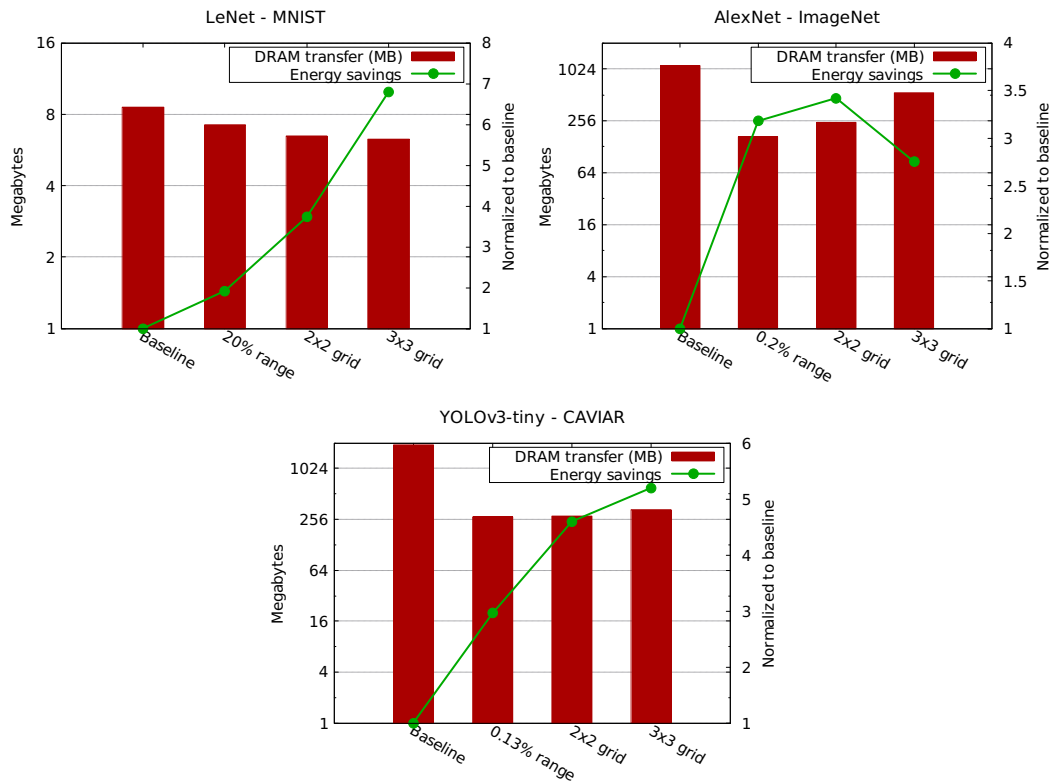 LeNet - MNIST
DRAM transfer (MB)
Energy savings
Megabytes
16
8
4
2
1
Normalized to baseline
8
7
6
5
4
3
2
1
Baseline
20% range
2x2 grid
3x3 grid
AlexNet - ImageNet
DRAM transfer (MB)
Energy savings
Megabytes
1024
256
64
16
4
1
Normalized to baseline
4
3.5
3
2.5
2
1.5
1
Baseline
0.2% range
2x2 grid
3x3 grid
YOLOv3-tiny - CAVIAR
DRAM transfer (MB)
Energy savings
Megabytes
1024
256
64
16
4
1
Normalized to baseline
6
5
4
3
2
1
Baseline
0.13% range
2x2 grid
3x3 grid